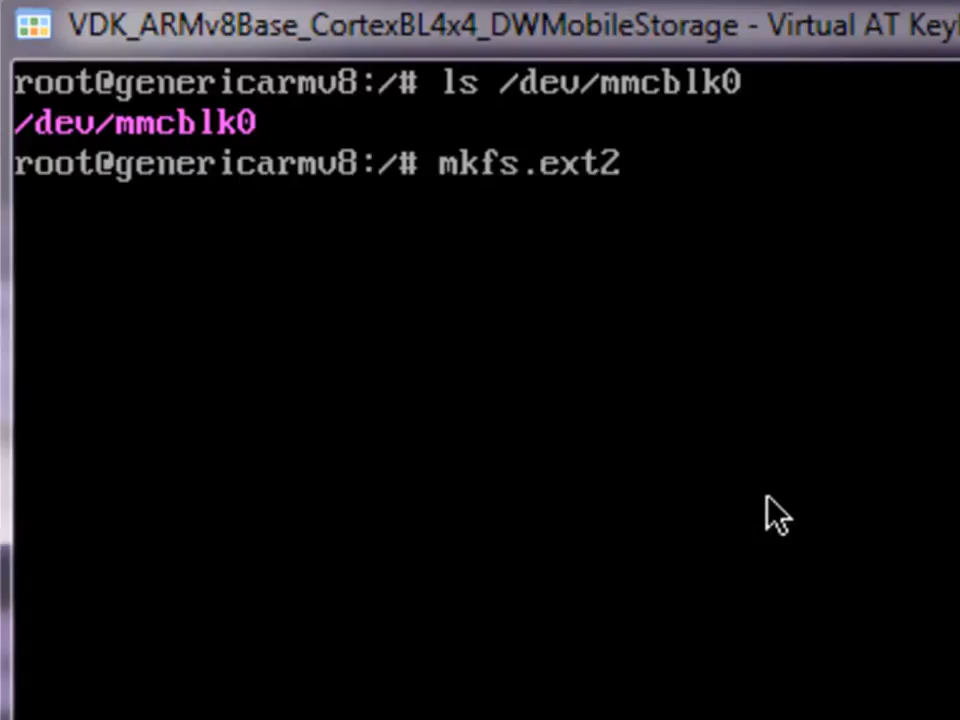 VDK_ARMv8Base_CortexBL4x4_DWMobileStorage - Virtual AT Key
root@genericarmv8:/# ls /dev/mmcblk0
/dev/mmcblk0
root@genericarmv8:/# mkfs.ext2